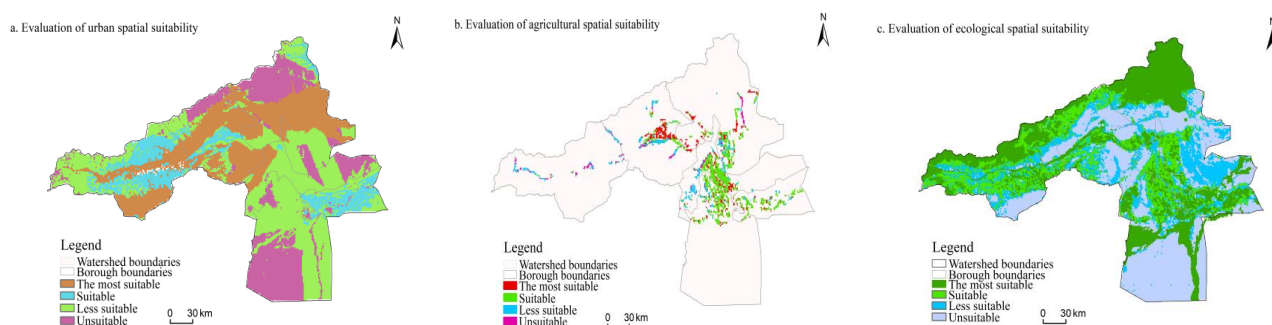 a. Evaluation of urban spatial suitability
N
Legend
Watershed boundaries
Borough boundaries
The most suitable
Suitable
Less suitable
Unsuitable
0 30 km
b. Evaluation of agricultural spatial suitability
N
Legend
Watershed boundaries
Borough boundaries
The most suitable
Suitable
Less suitable
Unsuitable
0 30 km
c. Evaluation of ecological spatial suitability
N
Legend
Watershed boundaries
Borough boundaries
The most suitable
Suitable
Less suitable
Unsuitable
0 30 km